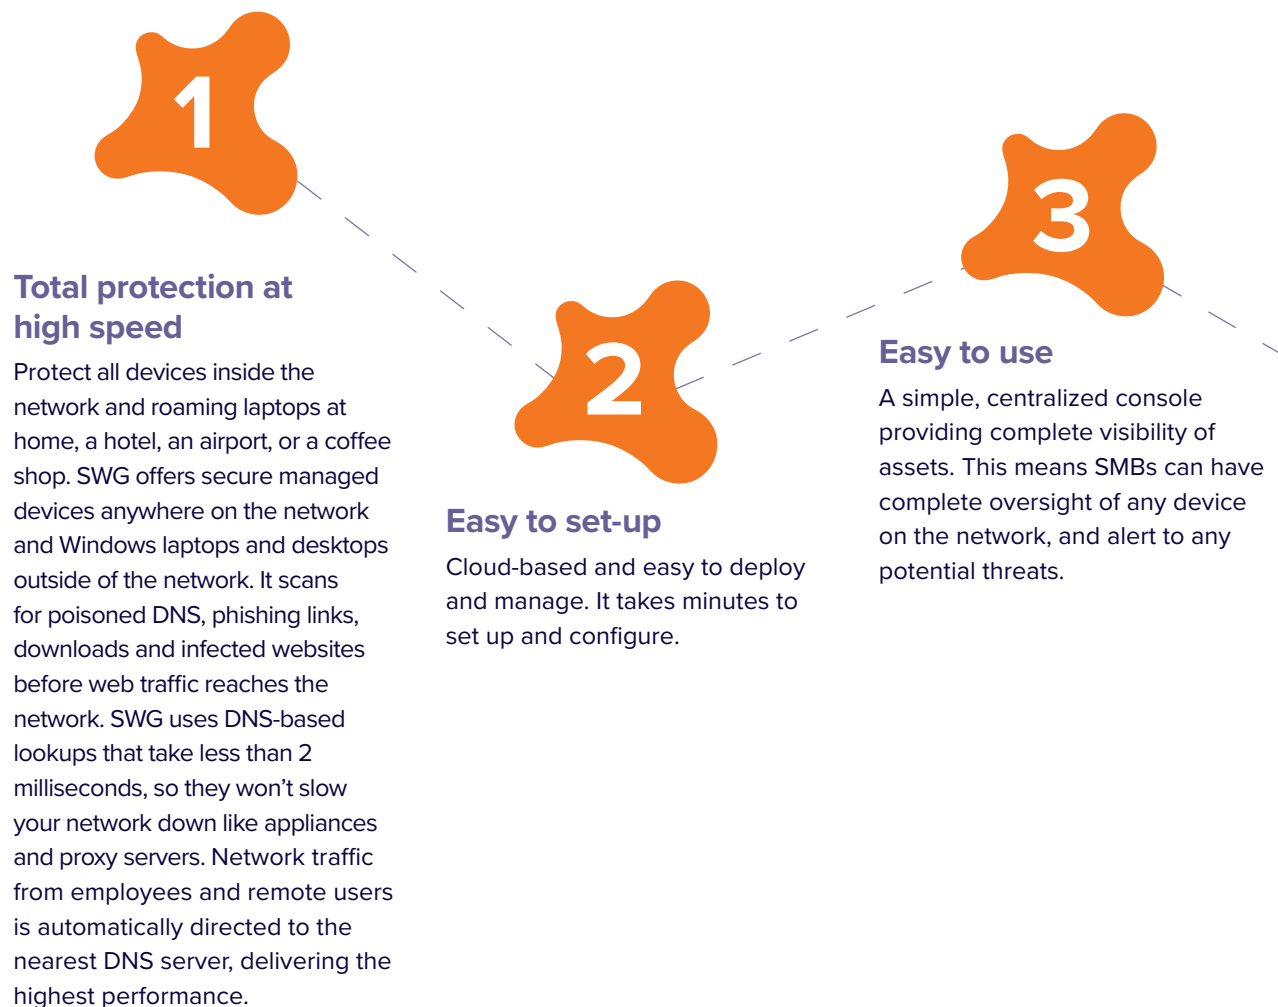 1
Total protection at
high speed
Protect all devices inside the
network and roaming laptops at
home, a hotel, an airport, or a coffee
shop. SWG offers secure managed
devices anywhere on the network
and Windows laptops and desktops
outside of the network. It scans
for poisoned DNS, phishing links,
downloads and infected websites
before web traffic reaches the
network. SWG uses DNS-based
lookups that take less than 2
milliseconds, so they won’t slow
your network down like appliances
and proxy servers. Network traffic
from employees and remote users
is automatically directed to the
nearest DNS server, delivering the
highest performance.
2
Easy to set-up
Cloud-based and easy to deploy
and manage. It takes minutes to
set up and configure.
3
Easy to use
A simple, centralized console
providing complete visibility of
assets. This means SMBs can have
complete oversight of any device
on the network, and alert to any
potential threats.